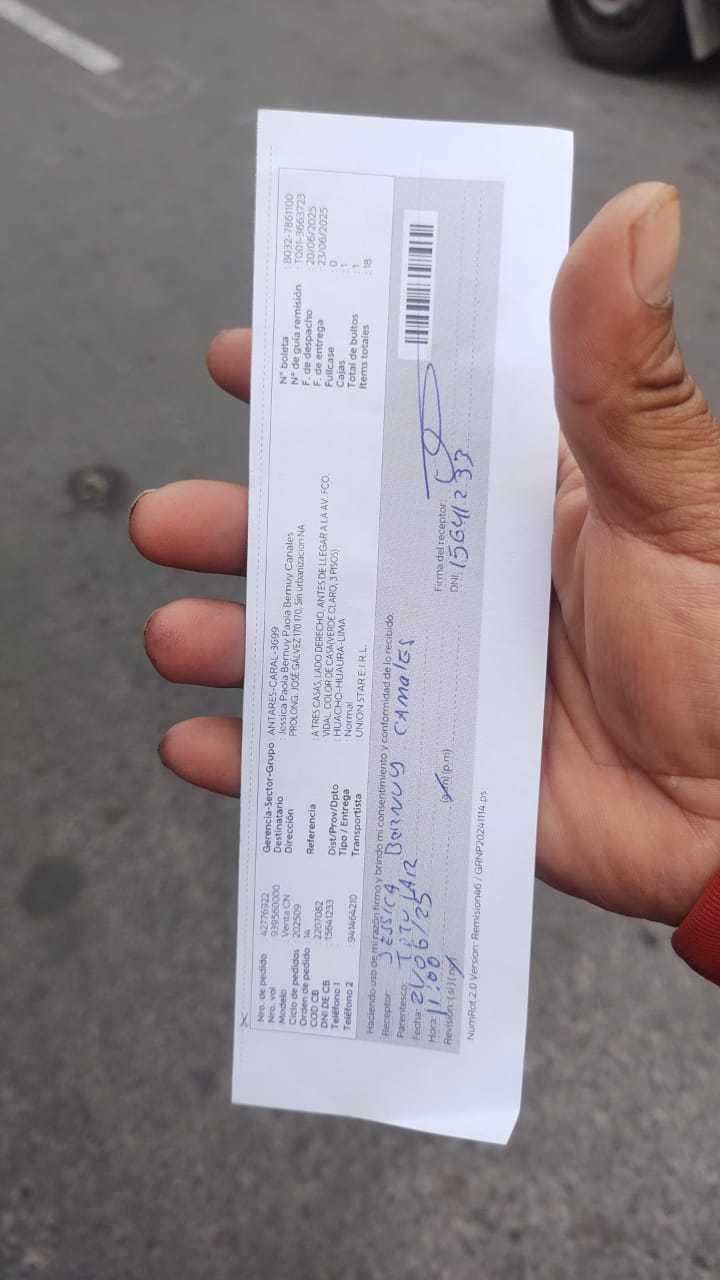 X
Nro. de pedido 42776922
Nro. vol 939560000
Modelo Venta CN
Ciclo de pedidos 202509
Orden de pedido 14
COD CB 2207082
DNI DE CB : 15641233
Teléfono 1 :
Teléfono 2 941464210
Gerencia-Sector-Grupo ANTARES-CARAL-3699
Destinatario : Jessica Paola Bernuy Paola Bernuy Canales
Dirección PROLONG. JOSE GALVEZ 170 170, Sin urbanizacion NA
Referencia : A TRES CASAS, LADO DERECHO, ANTES DE LLEGAR A LA AV. FCO.
VIDAL. COLOR DE CASA(VERDE CLARO, 3 PISOS)
Dist/Prov/Dpto : HUACHO-HUAURA-LIMA
Tipo / Entrega Normal
Transportista UNION STAR E.I.R.L.
N° boleta : B032-7861100
N° de guía remisión : T001-3663723
F. de despacho : 20/06/2025
F. de entrega : 23/06/2025
Fullcase : 0
Cajas : 1
Total de bultos : 1
Items totales : 18
Haciendo uso de mi razón firmo y brindo mi consentimiento y conformidad de lo recibido.
Receptor: JESSICA BERNUY CANALES
Parentesco: TITULAR
Fecha: 21/06/25
Hora: 11:00 (a.m) (p.m)
Revisión: (si) (no)
Firma del receptor:
DNI: 15641233
NumRot 2.0 Version: Remision46 / GRNP20241114.ps